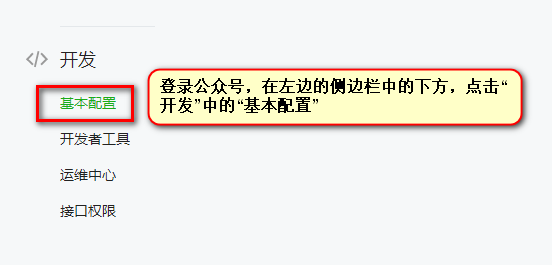 </> 开发
基本配置
登录公众号，在左边的侧边栏中的下方，点击“
开发”中的“基本配置”
开发者工具
运维中心
接口权限